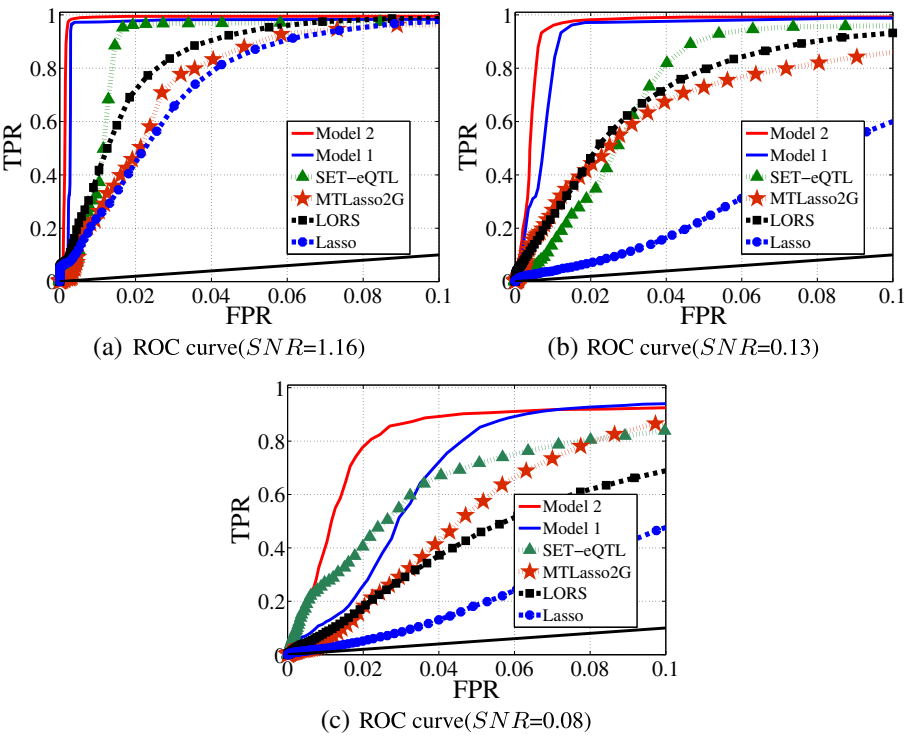 1
0.8
0.6
0.4
0.2
0
TPR
0 0.02 0.04 0.06 0.08 0.1
FPR
Model 2
Model 1
SET-eQTL
MTLasso2G
LORS
Lasso
(a) ROC curve(SNR=1.16)
1
0.8
0.6
0.4
0.2
0
TPR
0 0.02 0.04 0.06 0.08 0.1
FPR
Model 2
Model 1
SET-eQTL
MTLasso2G
LORS
Lasso
(b) ROC curve(SNR=0.13)
1
0.8
0.6
0.4
0.2
0
TPR
0 0.02 0.04 0.06 0.08 0.1
FPR
Model 2
Model 1
SET-eQTL
MTLasso2G
LORS
Lasso
(c) ROC curve(SNR=0.08)